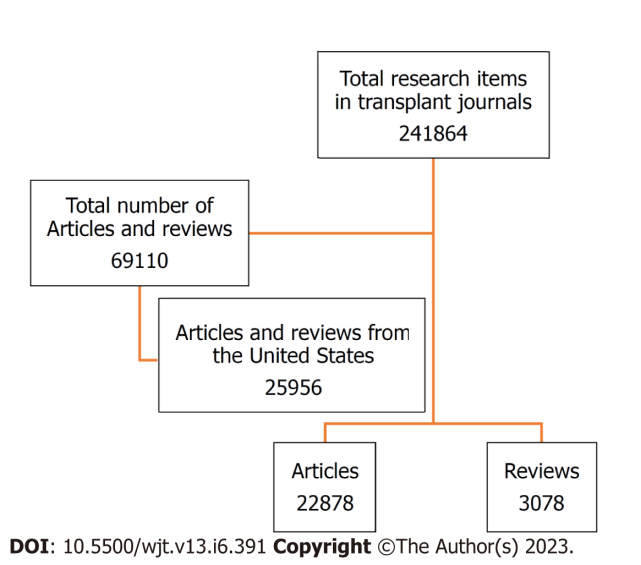 Total research items
in transplant journals
241864
Total number of
Articles and reviews
69110
Articles and reviews from
the United States
25956
Articles
22878
Reviews
3078
DOI: 10.5500/wjt.v13.i6.391 Copyright ©The Author(s) 2023.